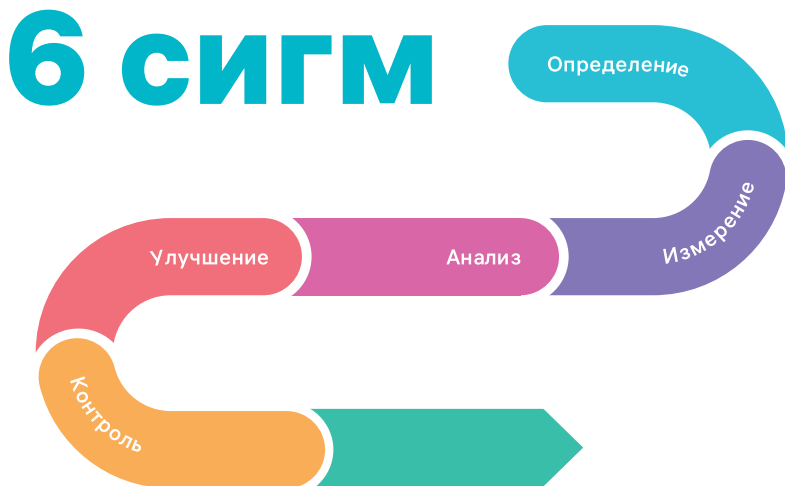 6 сигм
Определение
Измерение
Анализ
Улучшение
Контроль